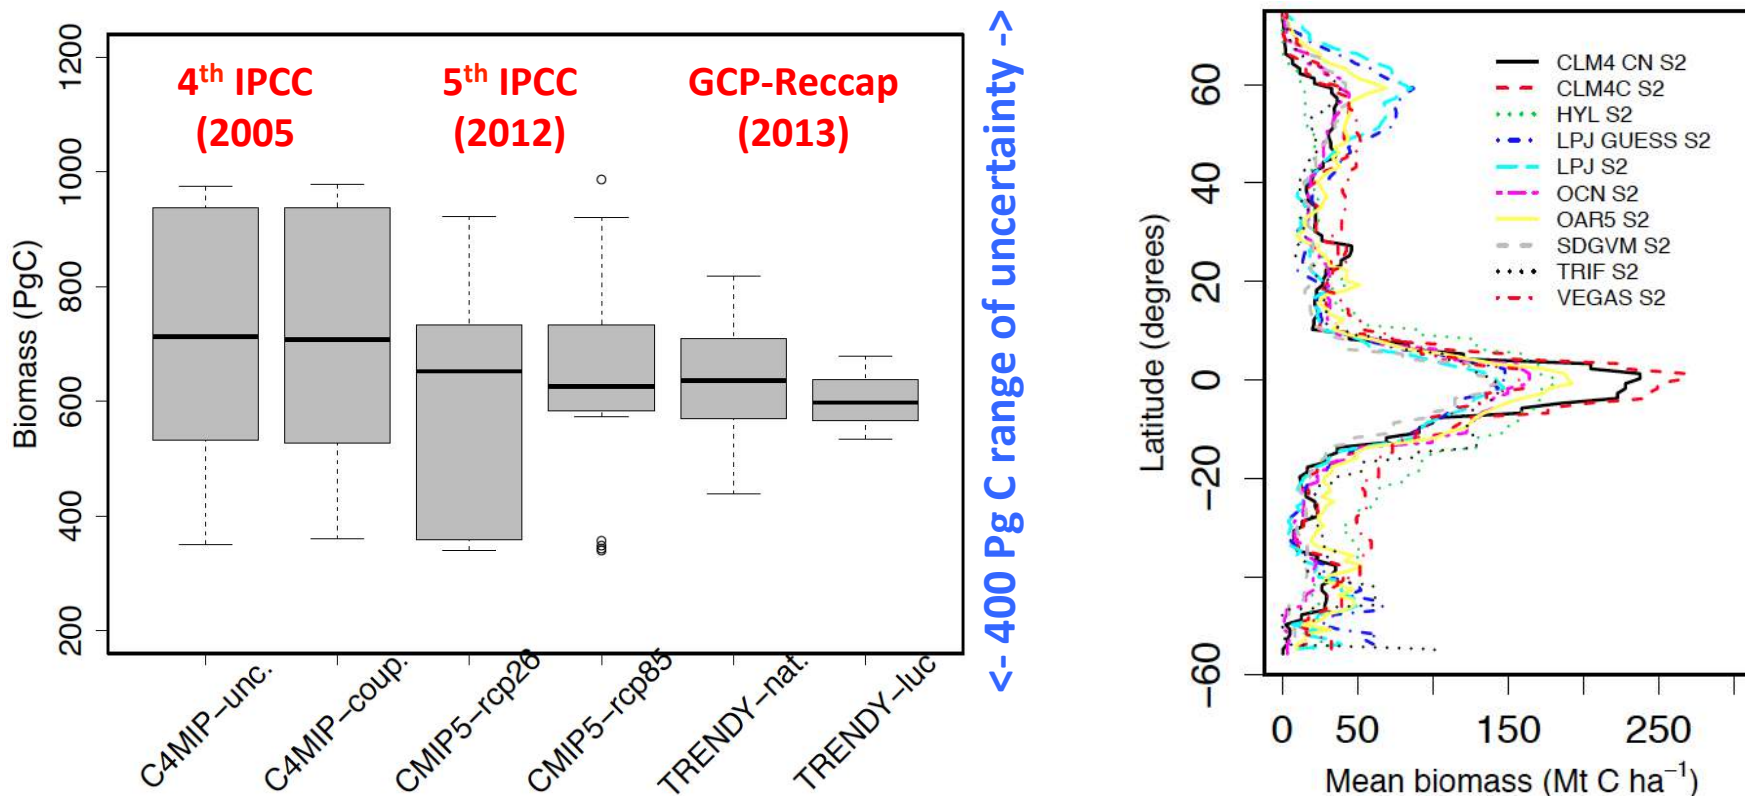 4th IPCC
(2005
5th IPCC
(2012)
GCP-Reccap
(2013)
Biomass (PgC)
1200
1000
800
600
400
200
C4MIP−unc.
C4MIP−coup.
CMIP5−rcp26
CMIP5−rcp85
TRENDY−nat.
TRENDY−luc
<- 400 Pg C range of uncertainty ->
Latitude (degrees)
60
40
20
0
−20
−60
CLM4 CN S2
CLM4C S2
HYL S2
LPJ GUESS S2
LPJ S2
OCN S2
OAR5 S2
SDGVM S2
TRIF S2
VEGAS S2
0 50 150 250
Mean biomass (Mt C ha−1)